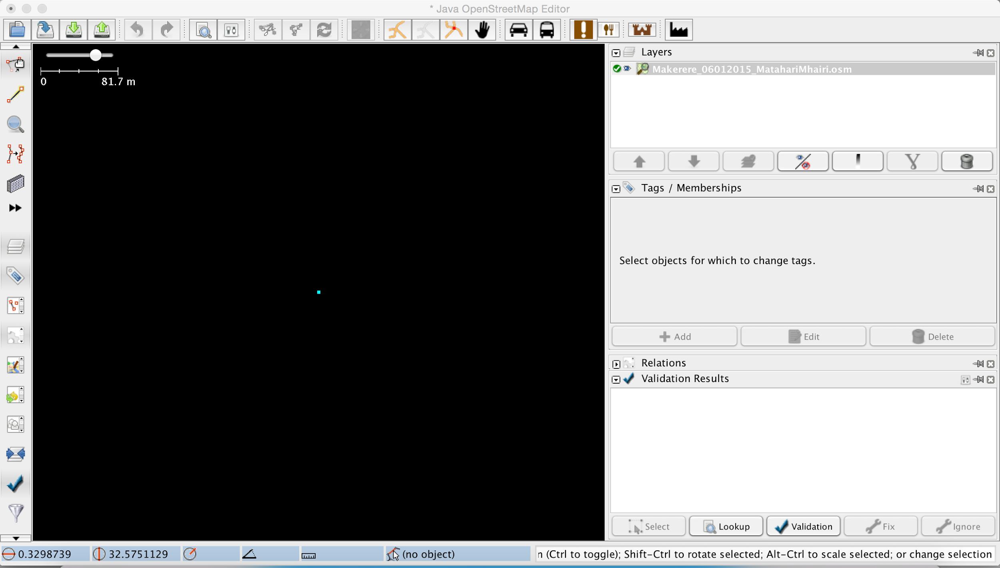 * Java OpenStreetMap Editor
0 81.7 m
Layers
Makerere_06012015_MatahariMhairi.osm
Tags / Memberships
Select objects for which to change tags.
Add Edit Delete
Relations
Validation Results
Select Lookup Validation Fix Ignore
0.3298739 32.5751129 (no object) n (Ctrl to toggle); Shift-Ctrl to rotate selected; Alt-Ctrl to scale selected; or change selection